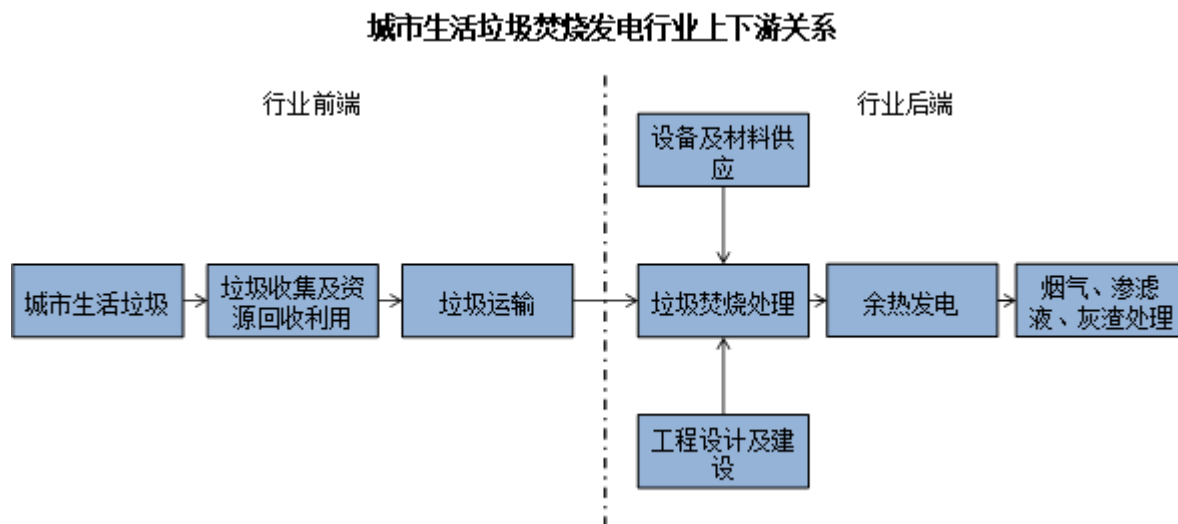 城市生活垃圾焚烧发电行业上下游关系
行业前端
行业后端
设备及材料供
应
城市生活垃圾
垃圾收集及资
源回收利用
垃圾运输
垃圾焚烧处理
余热发电
烟气、渗滤
液、灰渣处理
工程设计及建
设